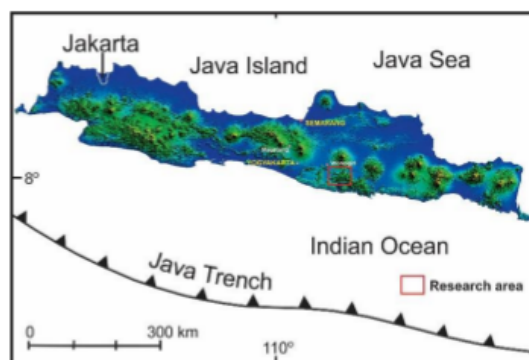 Jakarta
Java Island
Java Sea
SEMARANG
YOGYAKARTA
8°
Indian Ocean
Java Trench
Research area
0
300 km
110°